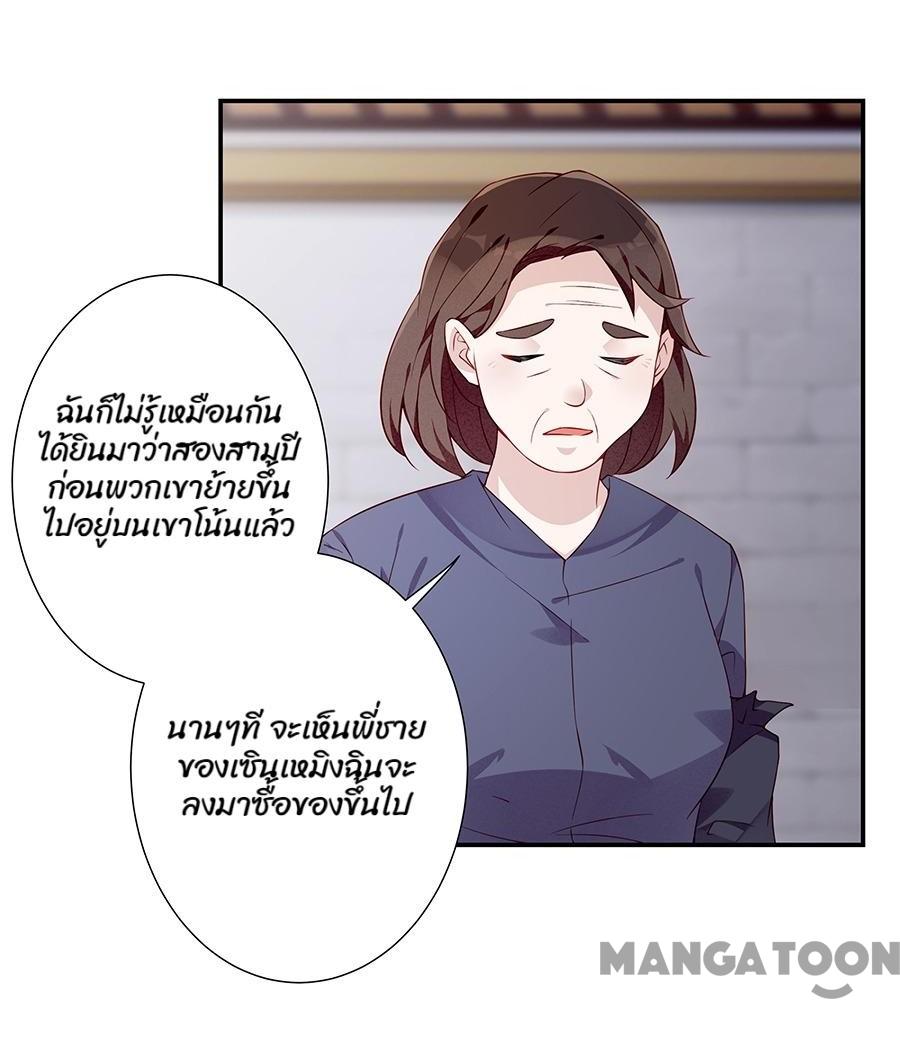 ฉันก็ไม่รู้เหมือนกัน
ได้ยินมาว่าสองสามปี
ก่อนพวกเขาย้ายขึ้น
ไปอยู่บนเขาโน้นแล้ว
นานๆที จะเห็นพี่ชาย
ของเซินเหมิงฉินจะ
ลงมาซื้อของขึ้นไป
MANGATOON